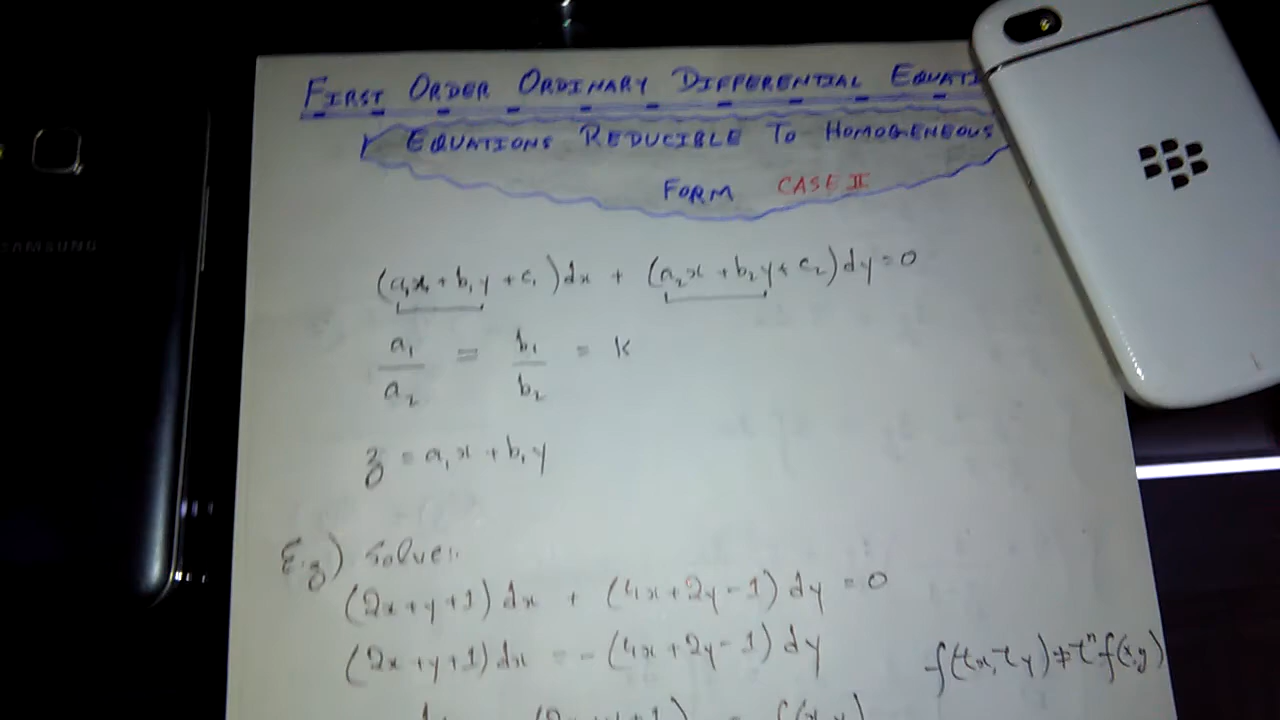 FIRST ORDER ORDINARY DIFFERENTIAL EQUATI
EQUATIONS REDUCIBLE TO HOMOGENEOUS
FORM CASE II
SAMSUNG
(a₁x + b₁y + c₁)dx + (a₂x + b₂y + c₂)dy = 0
a₁/a₂ = b₁/b₂ = k
z = a₁x + b₁y
E.g) Solve:
(2x+y+1)dx + (4x+2y-1)dy = 0
(2x+y+1)dx = -(4x+2y-1)dy
f(tx,ty) ≠ tⁿf(x,y)